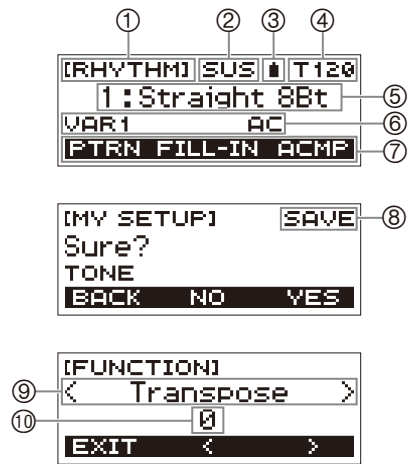 ① ② ③ ④
[RHYTHM] SUS T120
1:Straight 8Bt ⑤
VAR1 AC ⑥
PTRN FILL-IN ACMP ⑦
[MY SETUP] SAVE ⑧
Sure?
TONE
BACK NO YES
[FUNCTION]
⑨ < Transpose >
⑩ 0
EXIT < >